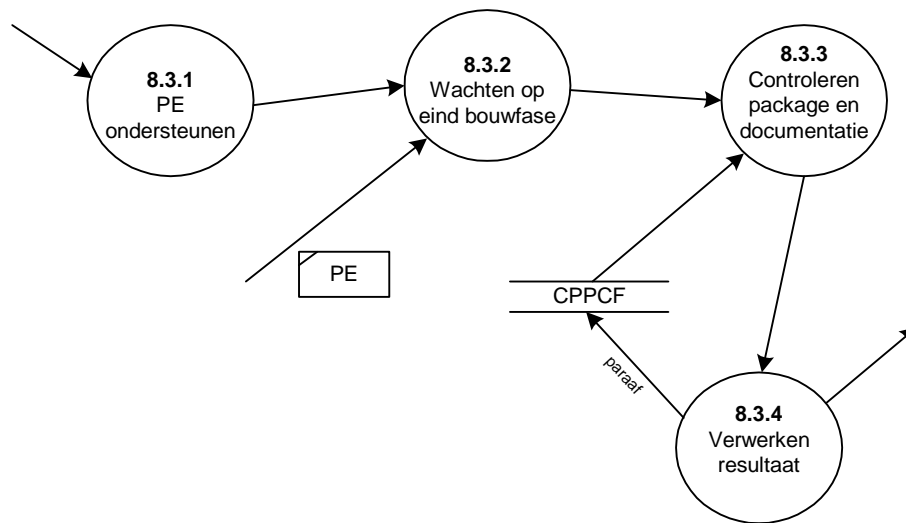 8.3.1
PE
ondersteunen
8.3.2
Wachten op
eind bouwfase
8.3.3
Controleren
package en
documentatie
PE
CPPCF
paraaf
8.3.4
Verwerken
resultaat